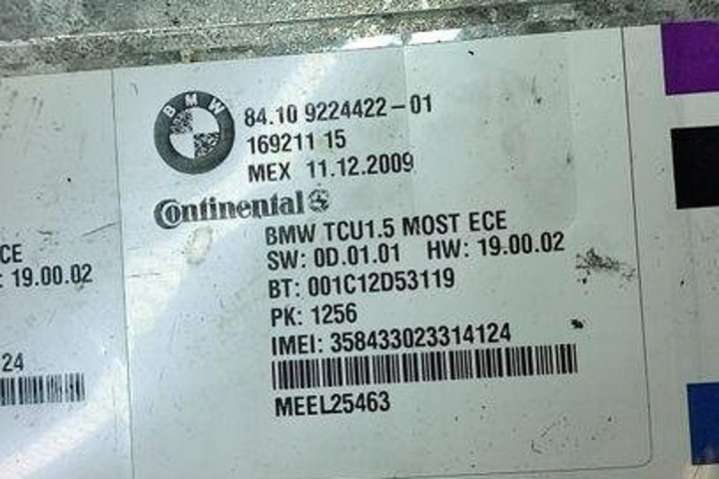 BMW
84.10 9224422-01
169211 15
MEX 11.12.2009
Continental
BMW TCU1.5 MOST ECE
SW: 0D.01.01 HW: 19.00.02
BT: 001C12D53119
PK: 1256
IMEI: 358433023314124
MEEL25463
CE
: 19.00.02
24